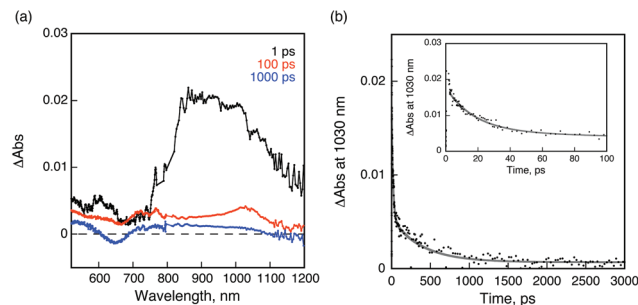 (a)
0.03
0.02
0.01
0
ΔAbs
1 ps
100 ps
1000 ps
600 700 800 900 1000 1100 1200
Wavelength, nm
(b)
0.02
0.01
0
ΔAbs at 1030 nm
0 500 1000 1500 2000 2500 3000
Time, ps
0.03
0.02
0.01
0
ΔAbs at 1030 nm
0 20 40 60 80 100
Time, ps